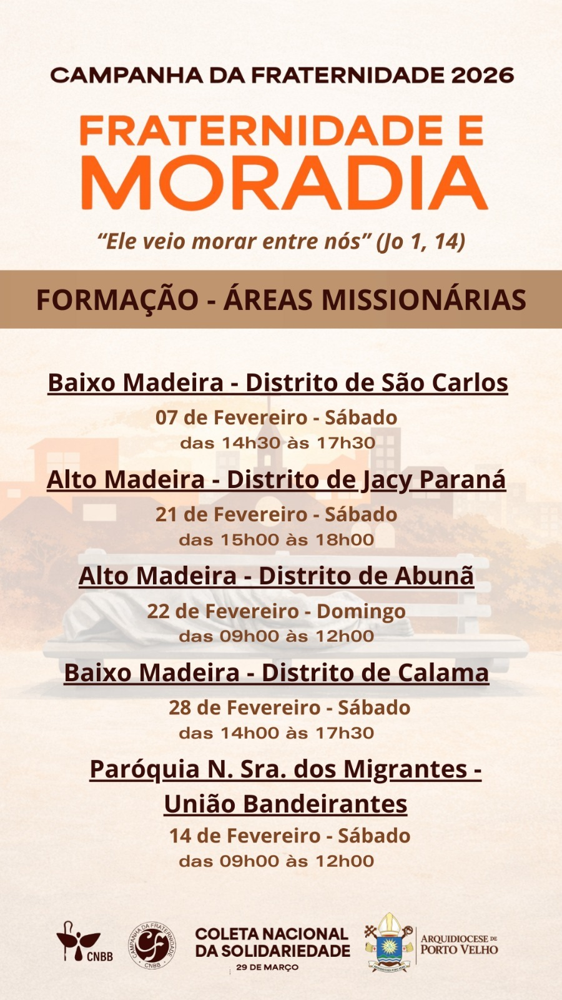 CAMPANHA DA FRATERNIDADE 2026
FRATERNIDADE E
MORADIA
“Ele veio morar entre nós” (Jo 1, 14)
FORMAÇÃO - ÁREAS MISSIONÁRIAS
Baixo Madeira - Distrito de São Carlos
07 de Fevereiro - Sábado
das 14h30 às 17h30
Alto Madeira - Distrito de Jacy Paraná
21 de Fevereiro - Sábado
das 15h00 às 18h00
Alto Madeira - Distrito de Abunã
22 de Fevereiro - Domingo
das 09h00 às 12h00
Baixo Madeira - Distrito de Calama
28 de Fevereiro - Sábado
das 14h00 às 17h30
Paróquia N. Sra. dos Migrantes -
União Bandeirantes
14 de Fevereiro - Sábado
das 09h00 às 12h00
CNBB
CAMPANHA DA FRATERNIDADE
CF
CNBB
COLETA NACIONAL
DA SOLIDARIEDADE
29 DE MARÇO
ARQUIDIOCESE DE
PORTO VELHO